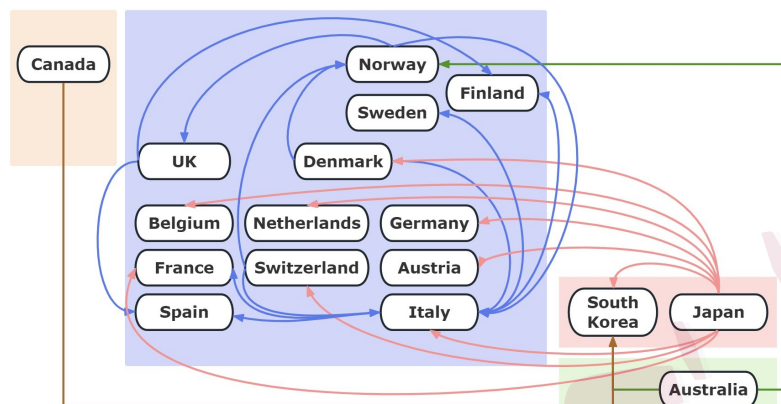 Canada
Norway
Finland
Sweden
UK
Denmark
Belgium
Netherlands
Germany
France
Switzerland
Austria
Spain
Italy
South
Korea
Japan
Australia